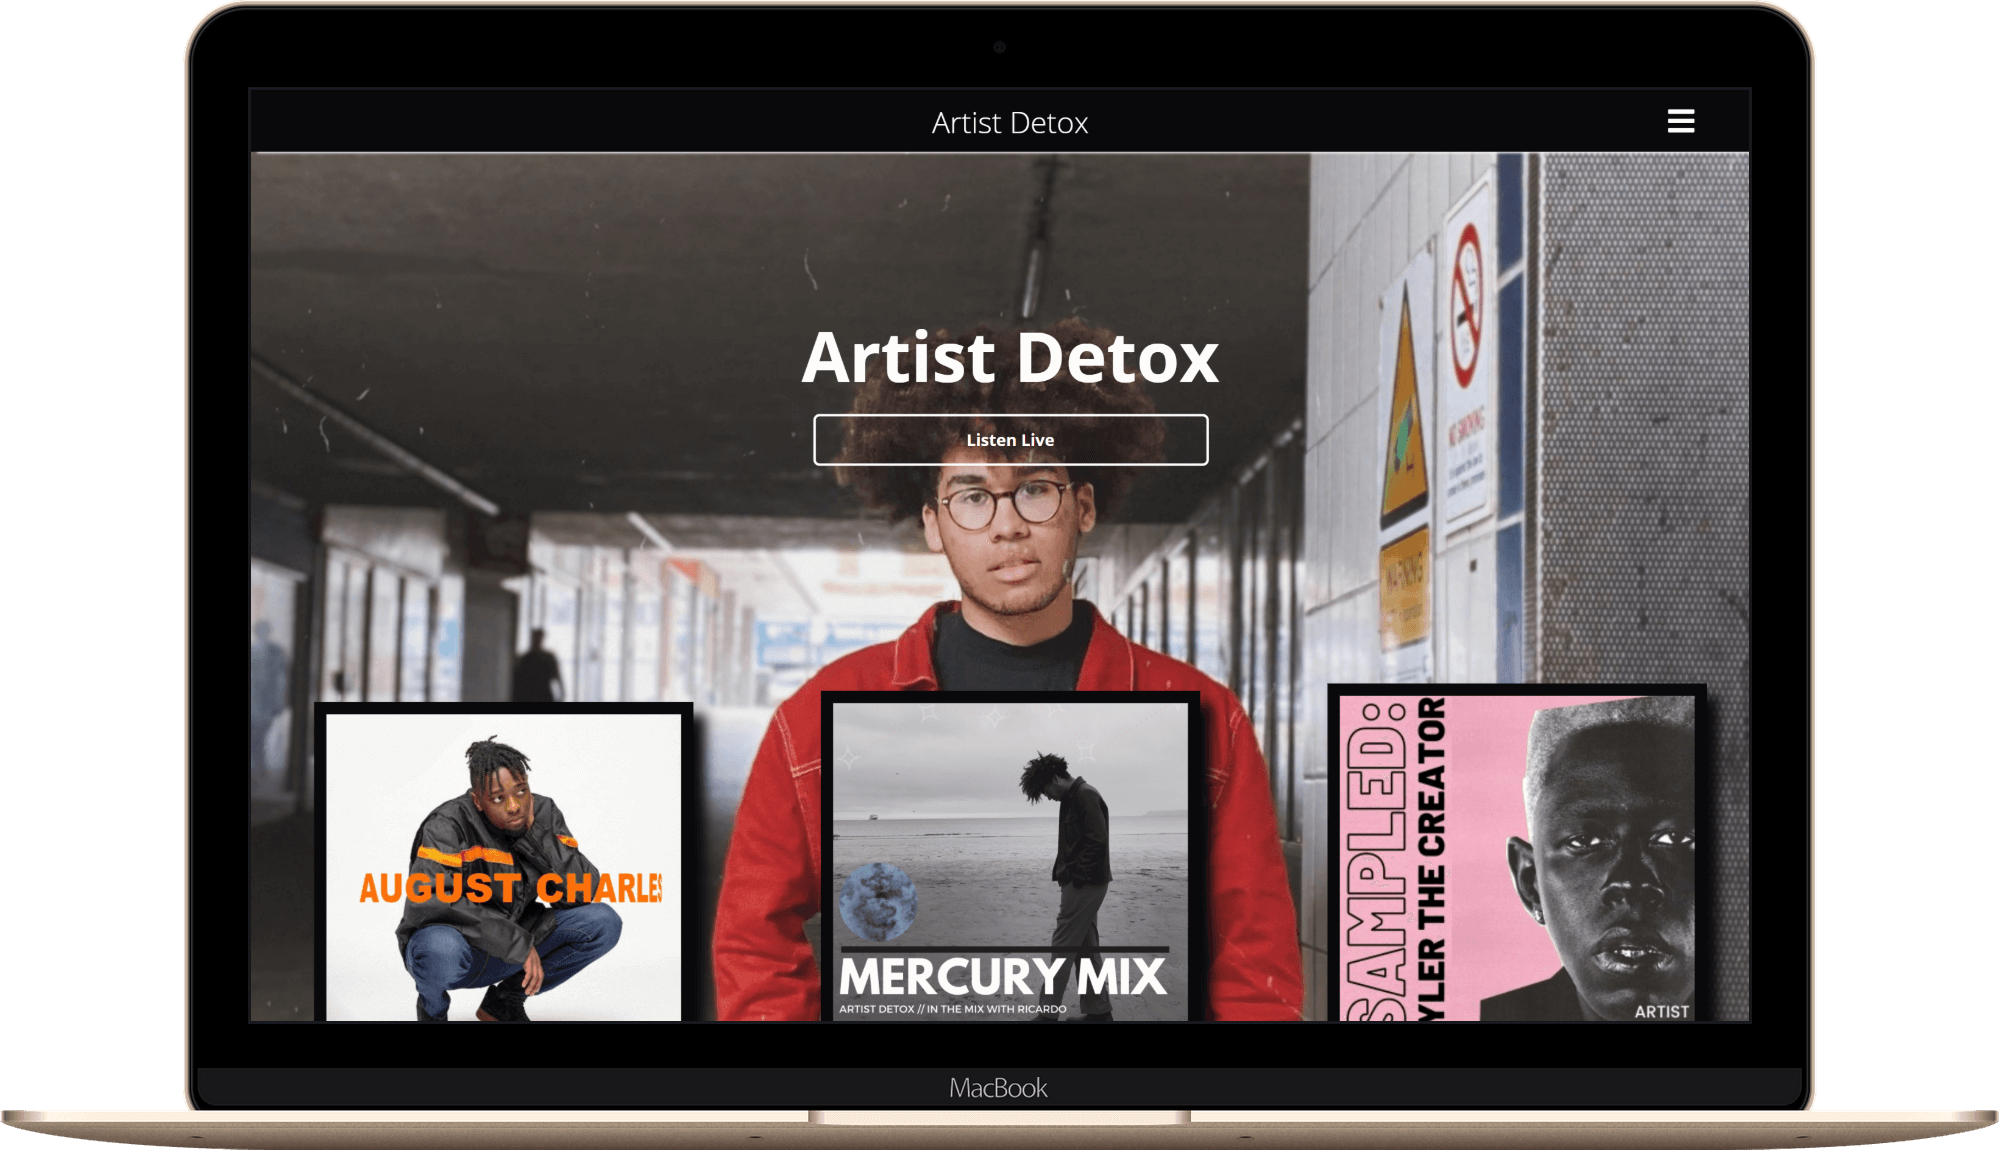 Artist Detox
Artist Detox
Listen Live
NO SMOKING
WARNING
AUGUST CHARLES
MERCURY MIX
ARTIST DETOX // IN THE MIX WITH RICARDO
SAMPLED:
YLER THE CREATOR
ARTIST
MacBook